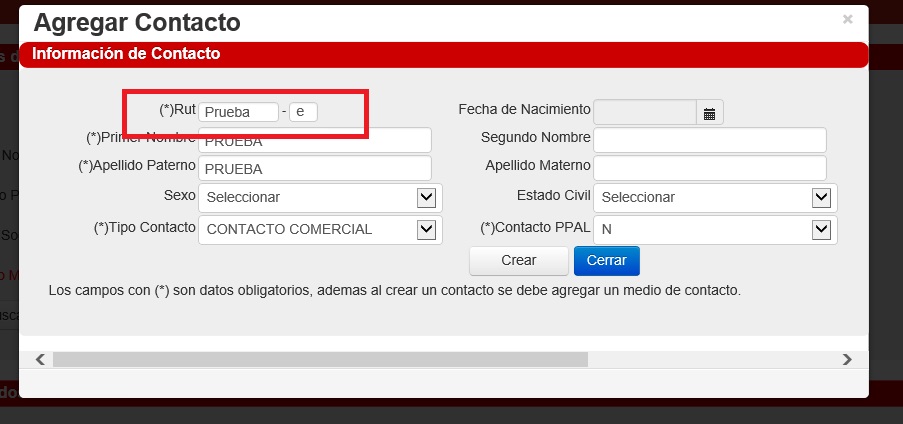 Agregar Contacto ×
Información de Contacto
(*)Rut Prueba - e Fecha de Nacimiento
(*)Primer Nombre PRUEBA Segundo Nombre
(*)Apellido Paterno PRUEBA Apellido Materno
Sexo Seleccionar Estado Civil Seleccionar
(*)Tipo Contacto CONTACTO COMERCIAL (*)Contacto PPAL N
Crear Cerrar
Los campos con (*) son datos obligatorios, ademas al crear un contacto se debe agregar un medio de contacto.